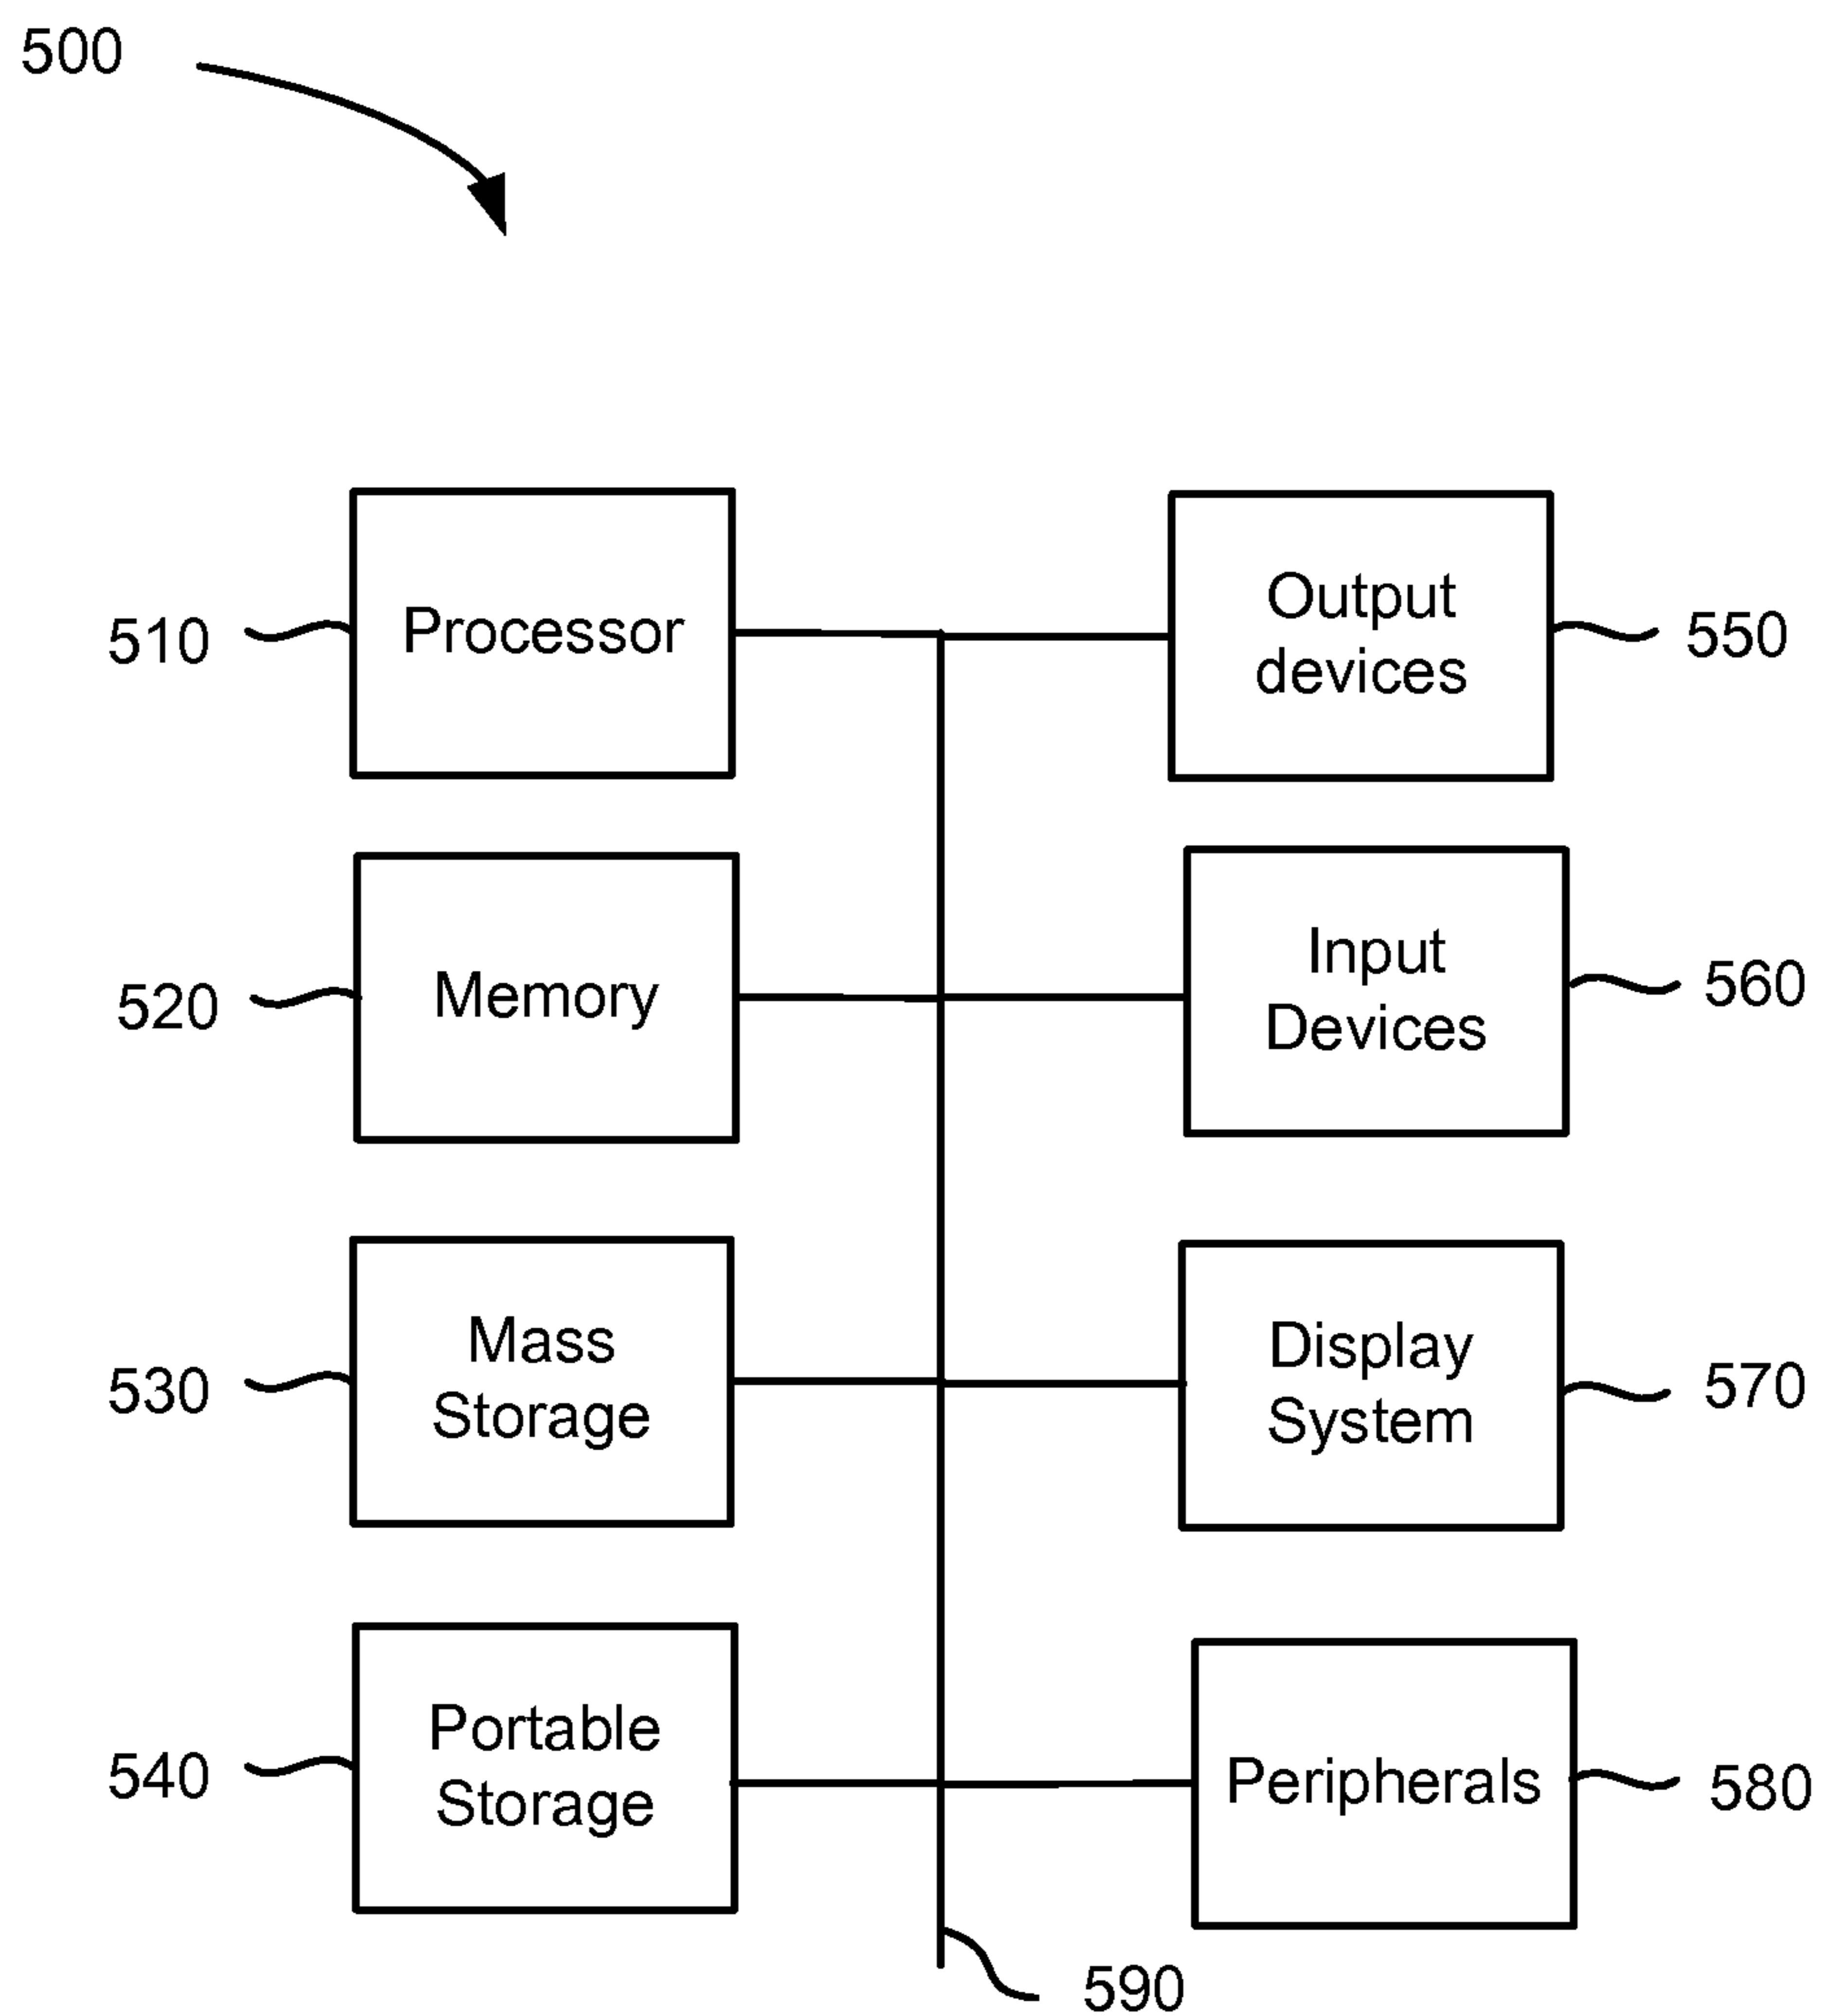 500
510
Processor
Output
devices
550
520
Memory
Input
Devices
560
530
Mass
Storage
Display
System
570
540
Portable
Storage
Peripherals
580
590